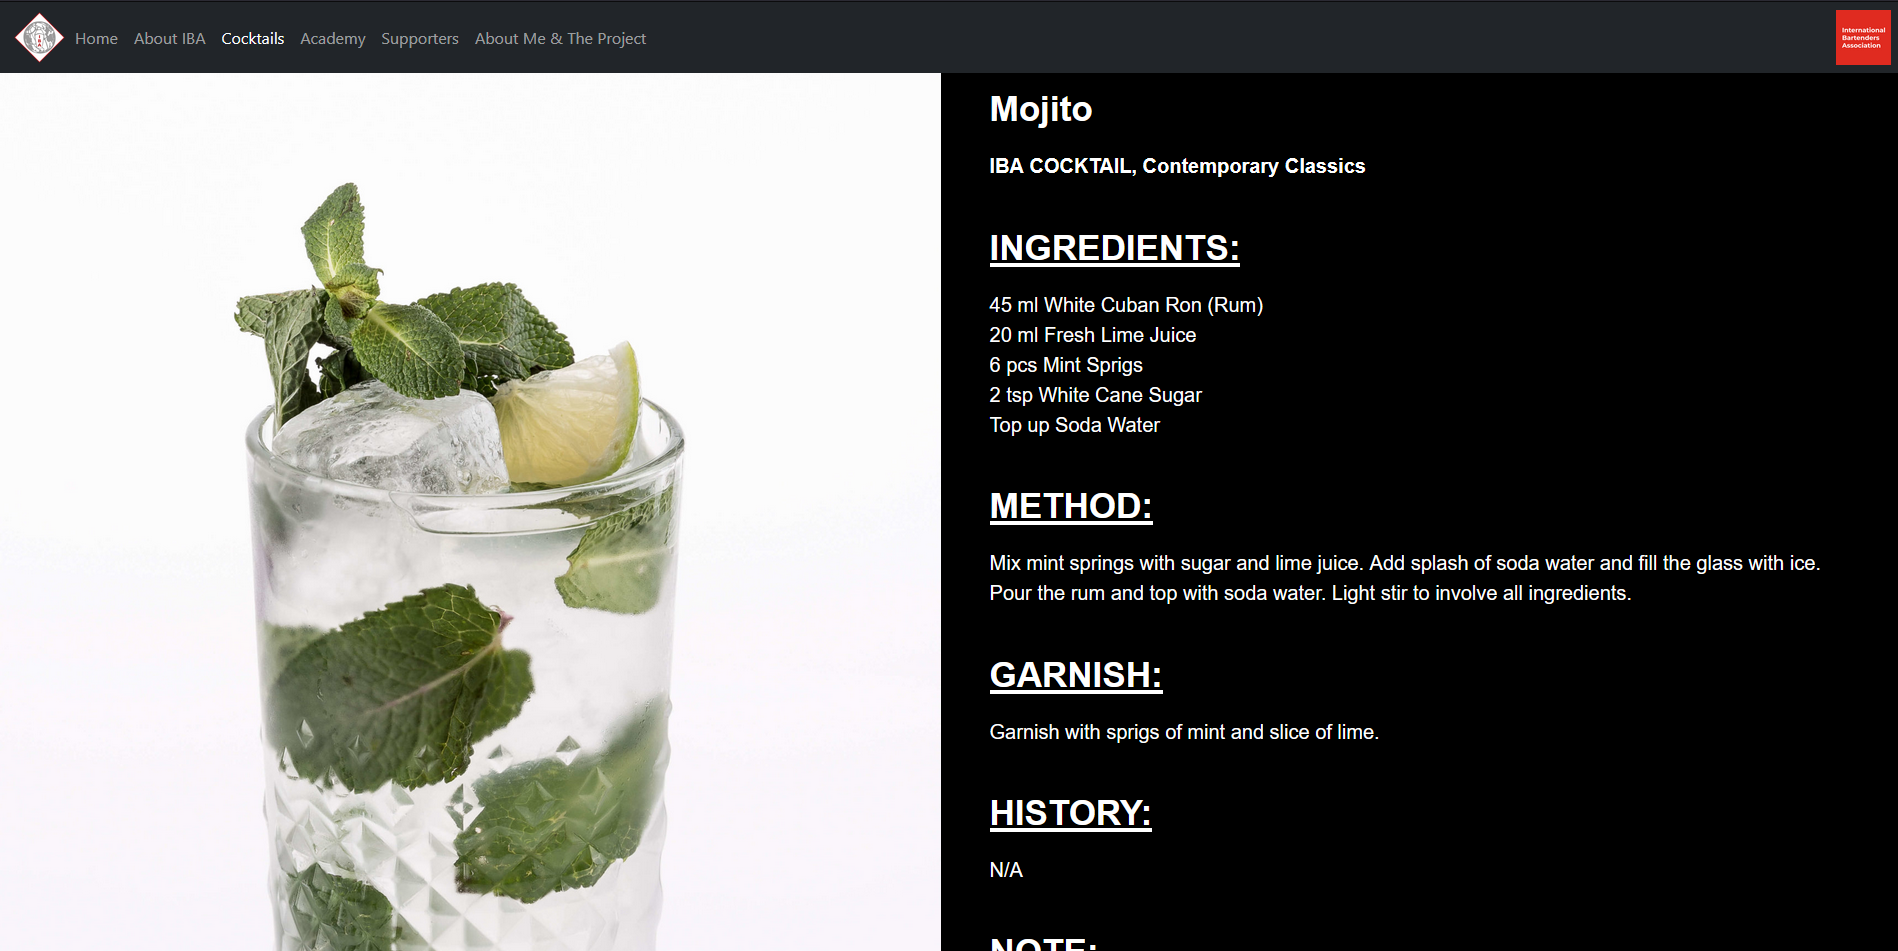 Home About IBA Cocktails Academy Supporters About Me & The Project
International
Bartenders
Association
Mojito
IBA COCKTAIL, Contemporary Classics
INGREDIENTS:
45 ml White Cuban Ron (Rum)
20 ml Fresh Lime Juice
6 pcs Mint Sprigs
2 tsp White Cane Sugar
Top up Soda Water
METHOD:
Mix mint springs with sugar and lime juice. Add splash of soda water and fill the glass with ice.
Pour the rum and top with soda water. Light stir to involve all ingredients.
GARNISH:
Garnish with sprigs of mint and slice of lime.
HISTORY:
N/A
NOTE: